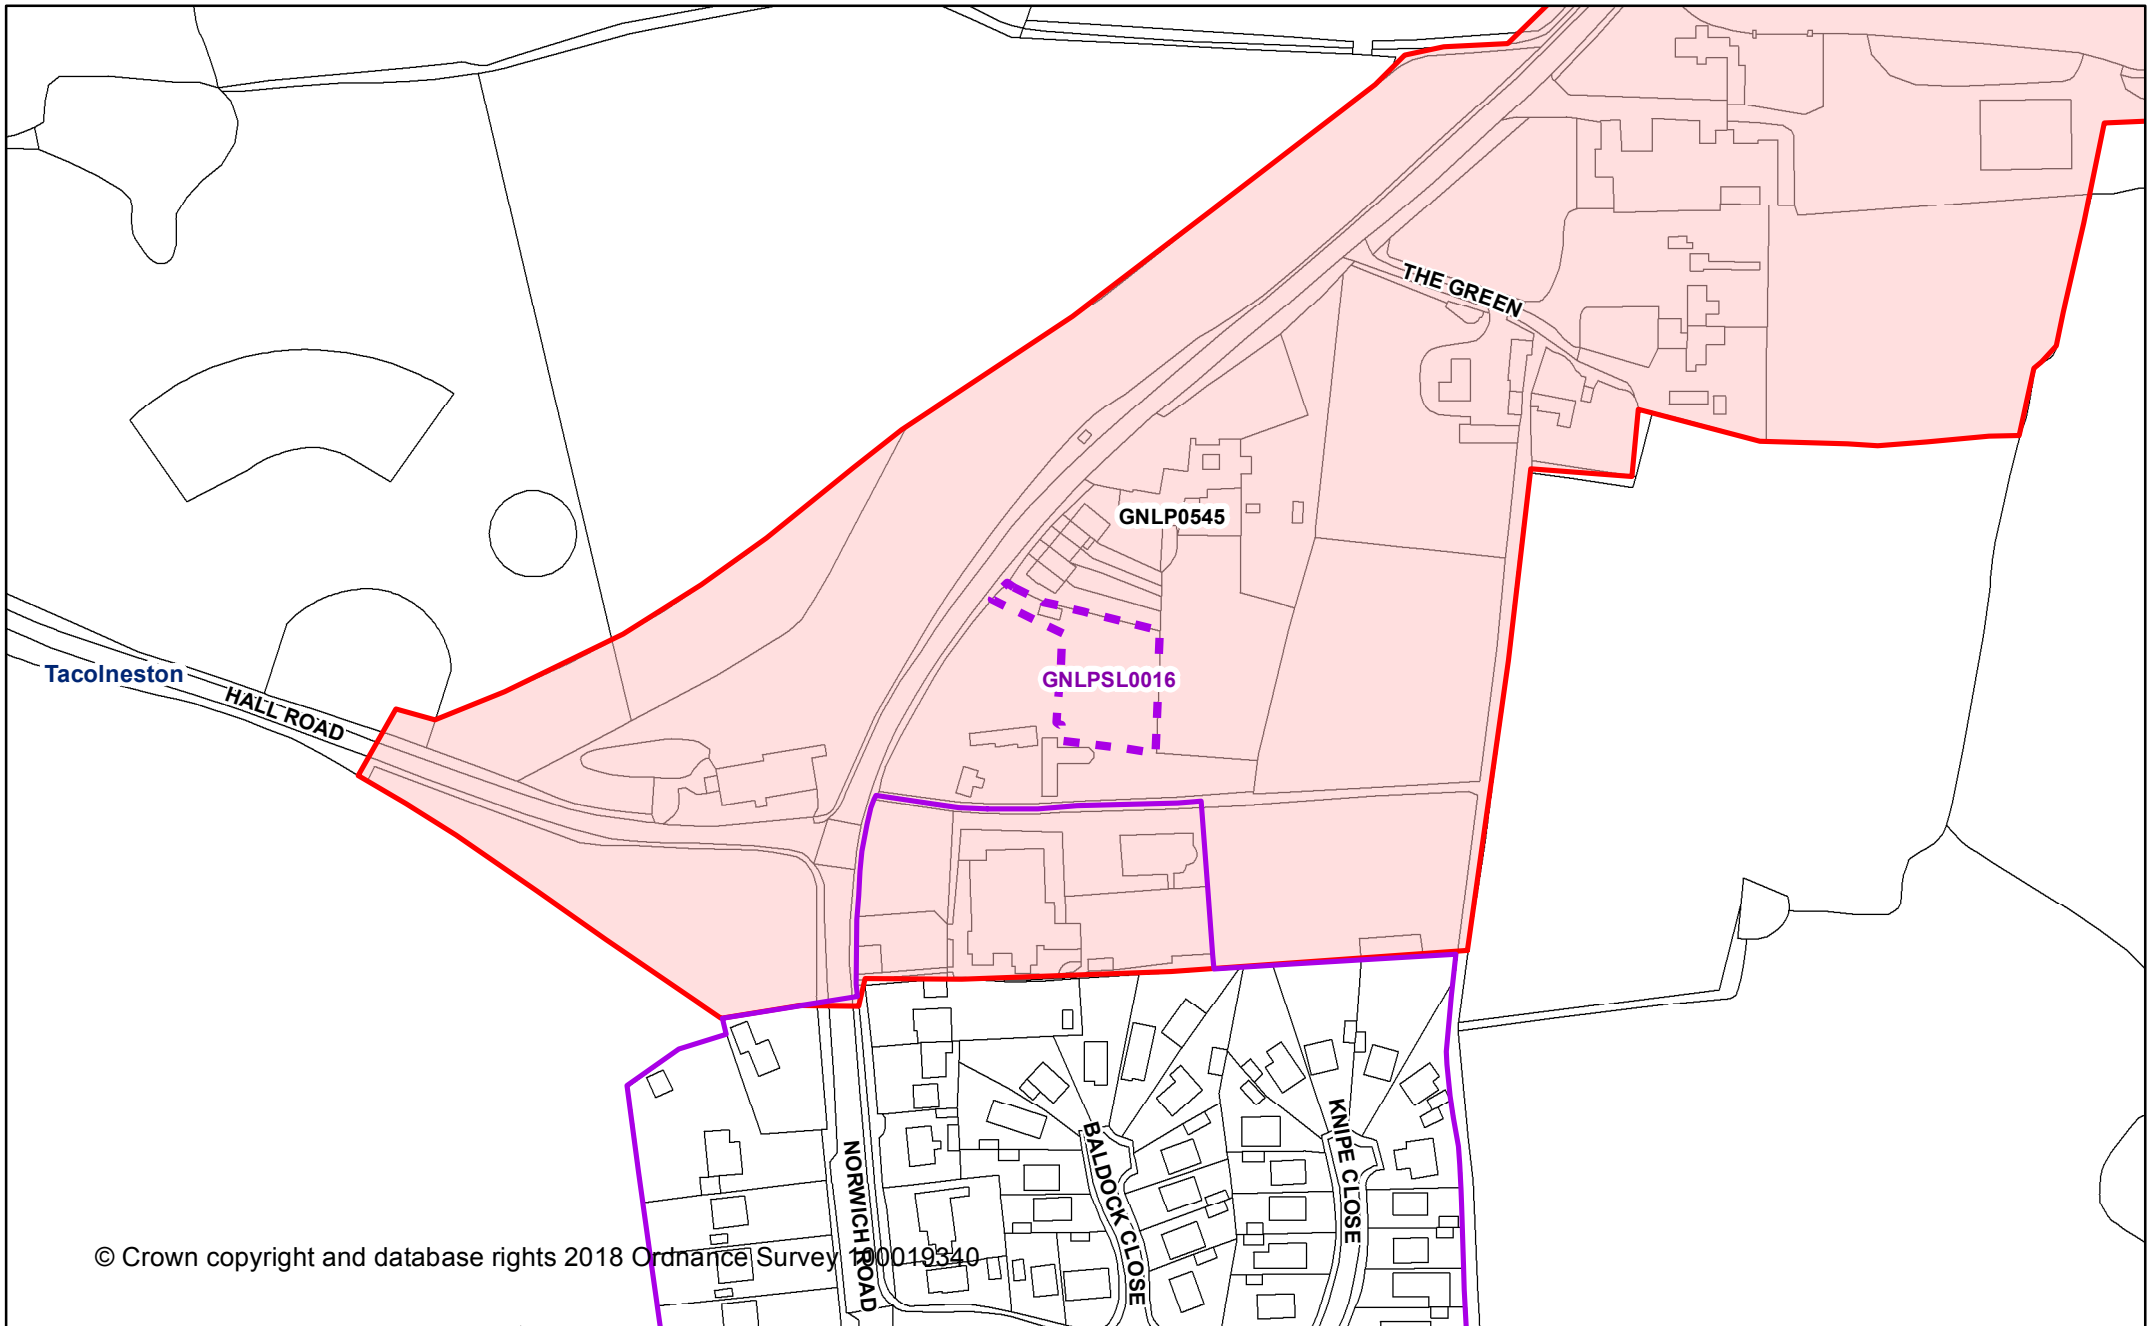 THE GREEN
GNLP0545
Tacolneston
GNLPSL0016
HALL ROAD
NORWICH ROAD
BALDOCK CLOSE
KNIPE CLOSE
© Crown copyright and database rights 2018 Ordnance Survey 100019340